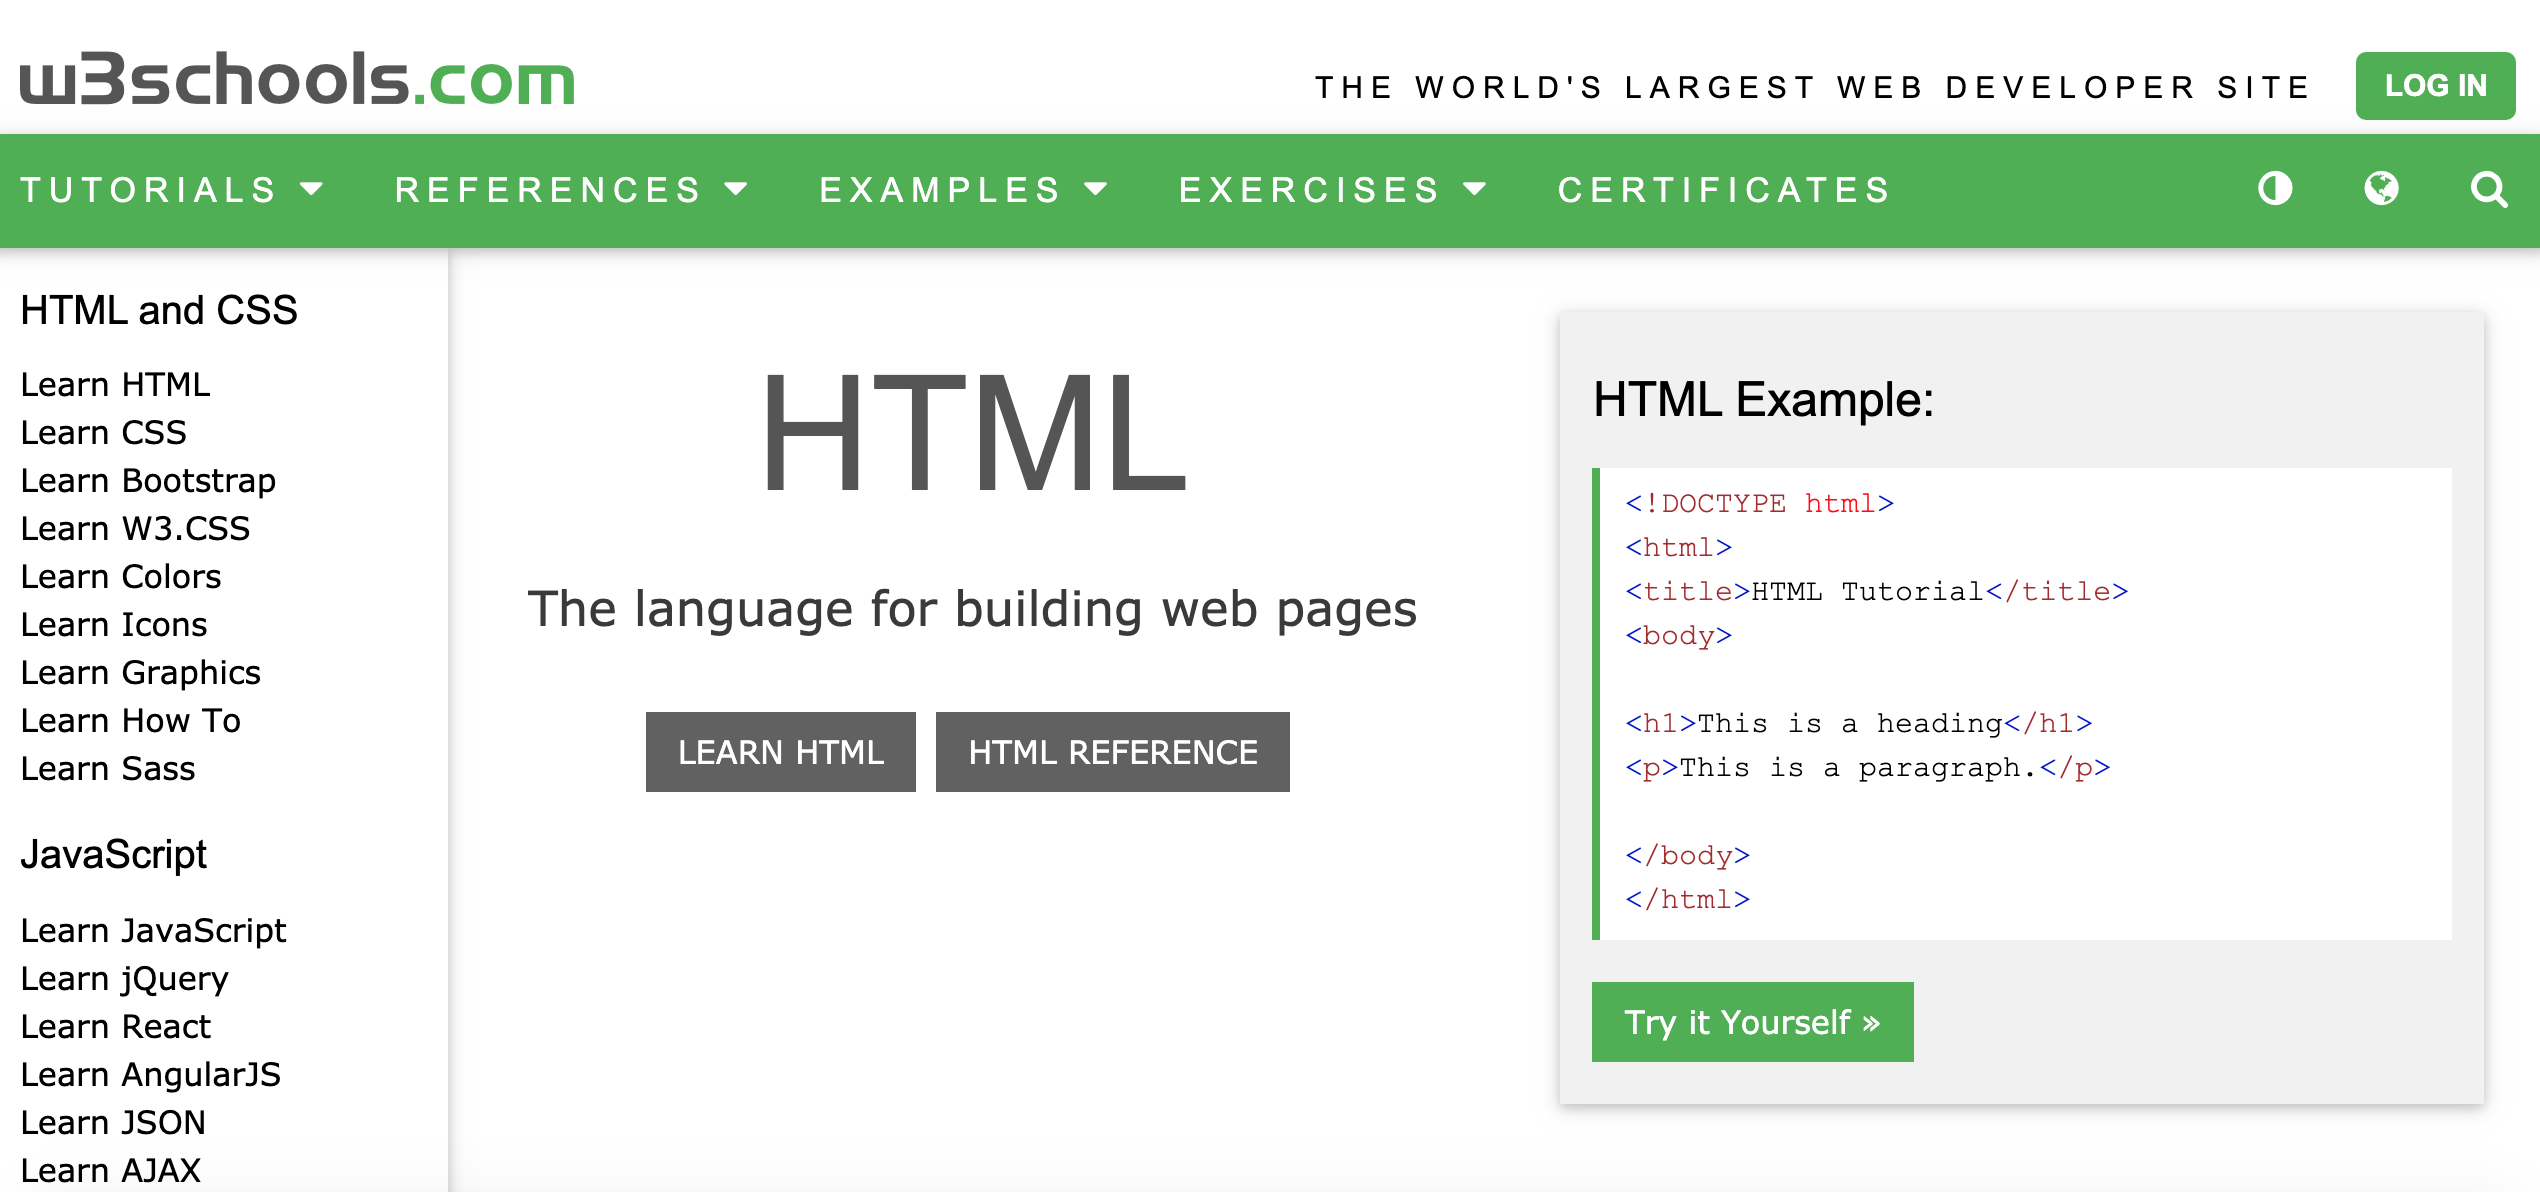 w3schools.com
THE WORLD'S LARGEST WEB DEVELOPER SITE
LOG IN
TUTORIALS
REFERENCES
EXAMPLES
EXERCISES
CERTIFICATES
HTML and CSS
Learn HTML
Learn CSS
Learn Bootstrap
Learn W3.CSS
Learn Colors
Learn Icons
Learn Graphics
Learn How To
Learn Sass
JavaScript
Learn JavaScript
Learn jQuery
Learn React
Learn AngularJS
Learn JSON
Learn AJAX
HTML
The language for building web pages
LEARN HTML
HTML REFERENCE
HTML Example:
<!DOCTYPE html>
<html>
<title>HTML Tutorial</title>
<body>
<h1>This is a heading</h1>
<p>This is a paragraph.</p>
</body>
</html>
Try it Yourself »